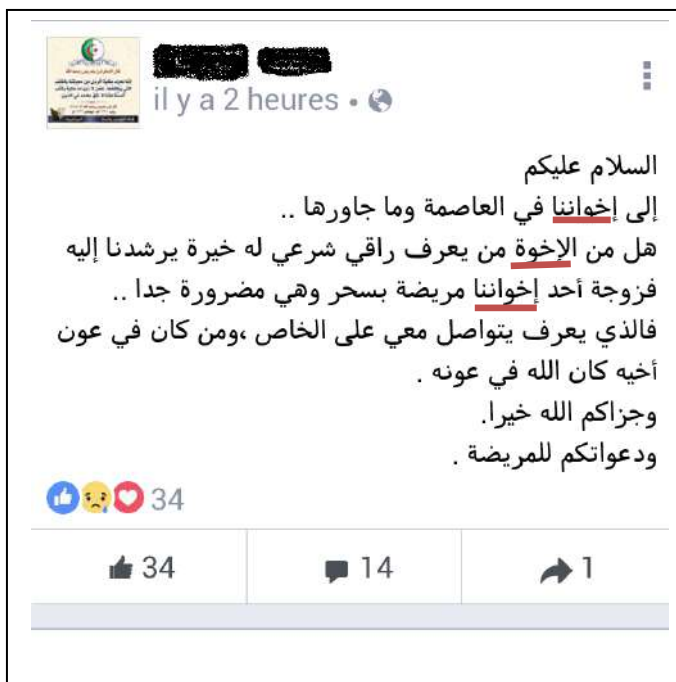 il y a 2 heures •
السلام عليكم
إلى إخواننا في العاصمة وما جاورها ..
هل من الإخوة من يعرف راقي شرعي له خيرة يرشدنا إليه
فزوجة أحد إخواننا مريضة بسحر وهي مضرورة جدا ..
فالذي يعرف يتواصل معي على الخاص ،ومن كان في عون
أخيه كان الله في عونه .
وجزاكم الله خيرا.
ودعواتكم للمريضة .
34
34 14 1